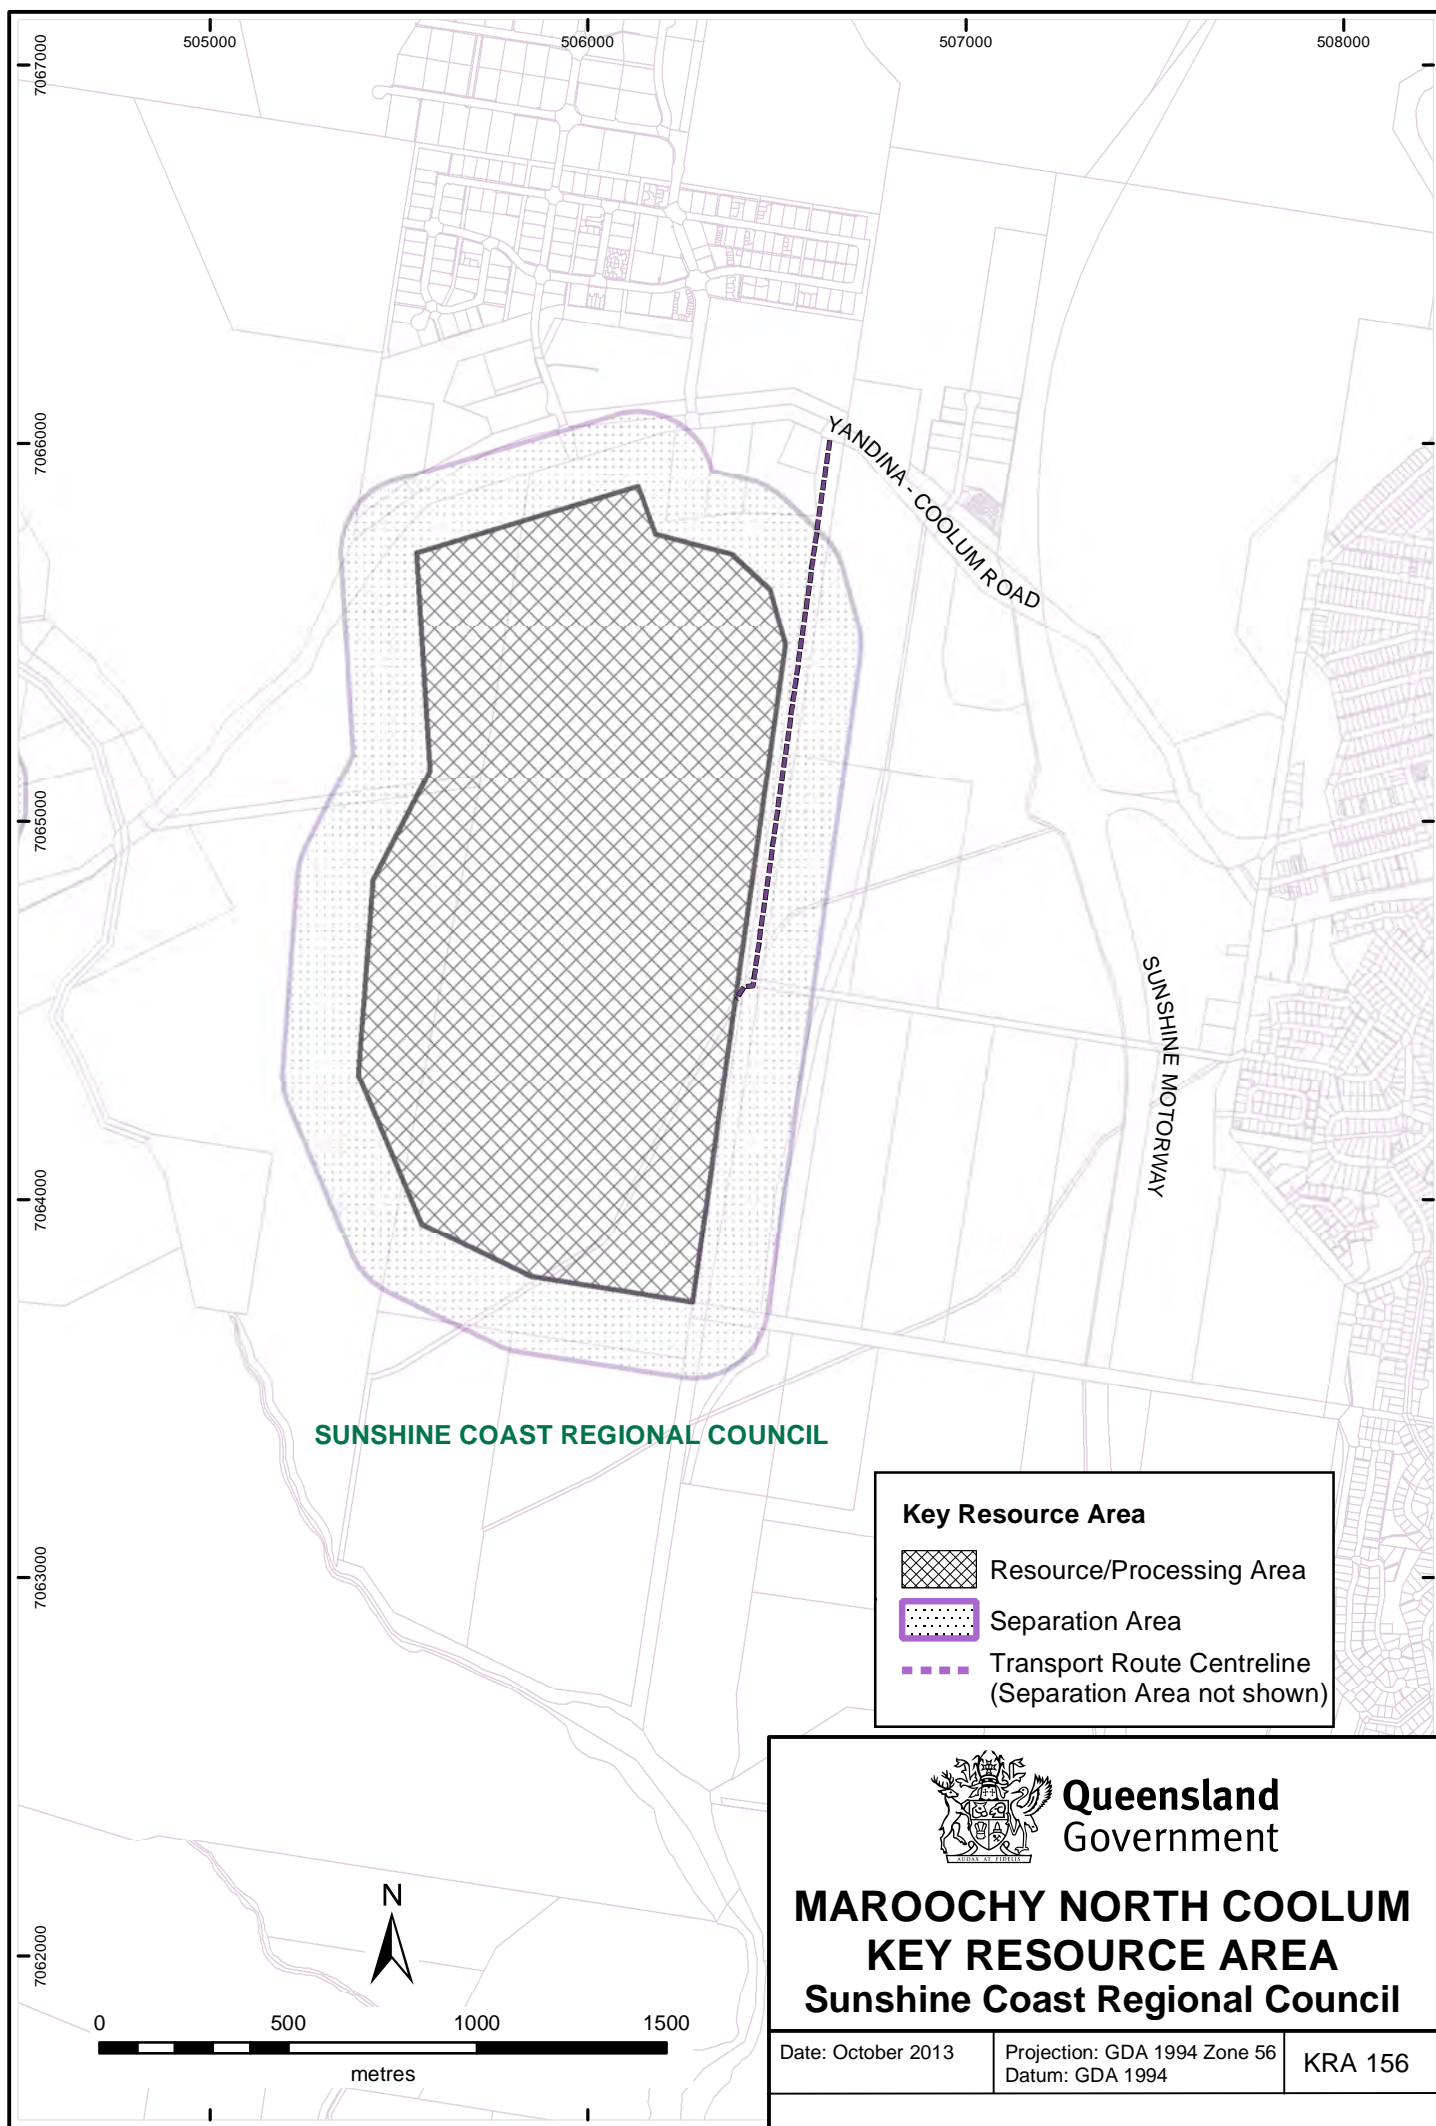 505000
506000
507000
508000
7067000
7066000
7065000
7064000
7063000
7062000
YANDINA - COOLUM ROAD
SUNSHINE MOTORWAY
SUNSHINE COAST REGIONAL COUNCIL
Key Resource Area
Resource/Processing Area
Separation Area
Transport Route Centreline
(Separation Area not shown)
N
0 500 1000 1500
metres
AUDAX AT FIDELIS
Queensland
Government
MAROOCHY NORTH COOLUM
KEY RESOURCE AREA
Sunshine Coast Regional Council
Date: October 2013
Projection: GDA 1994 Zone 56
Datum: GDA 1994
KRA 156